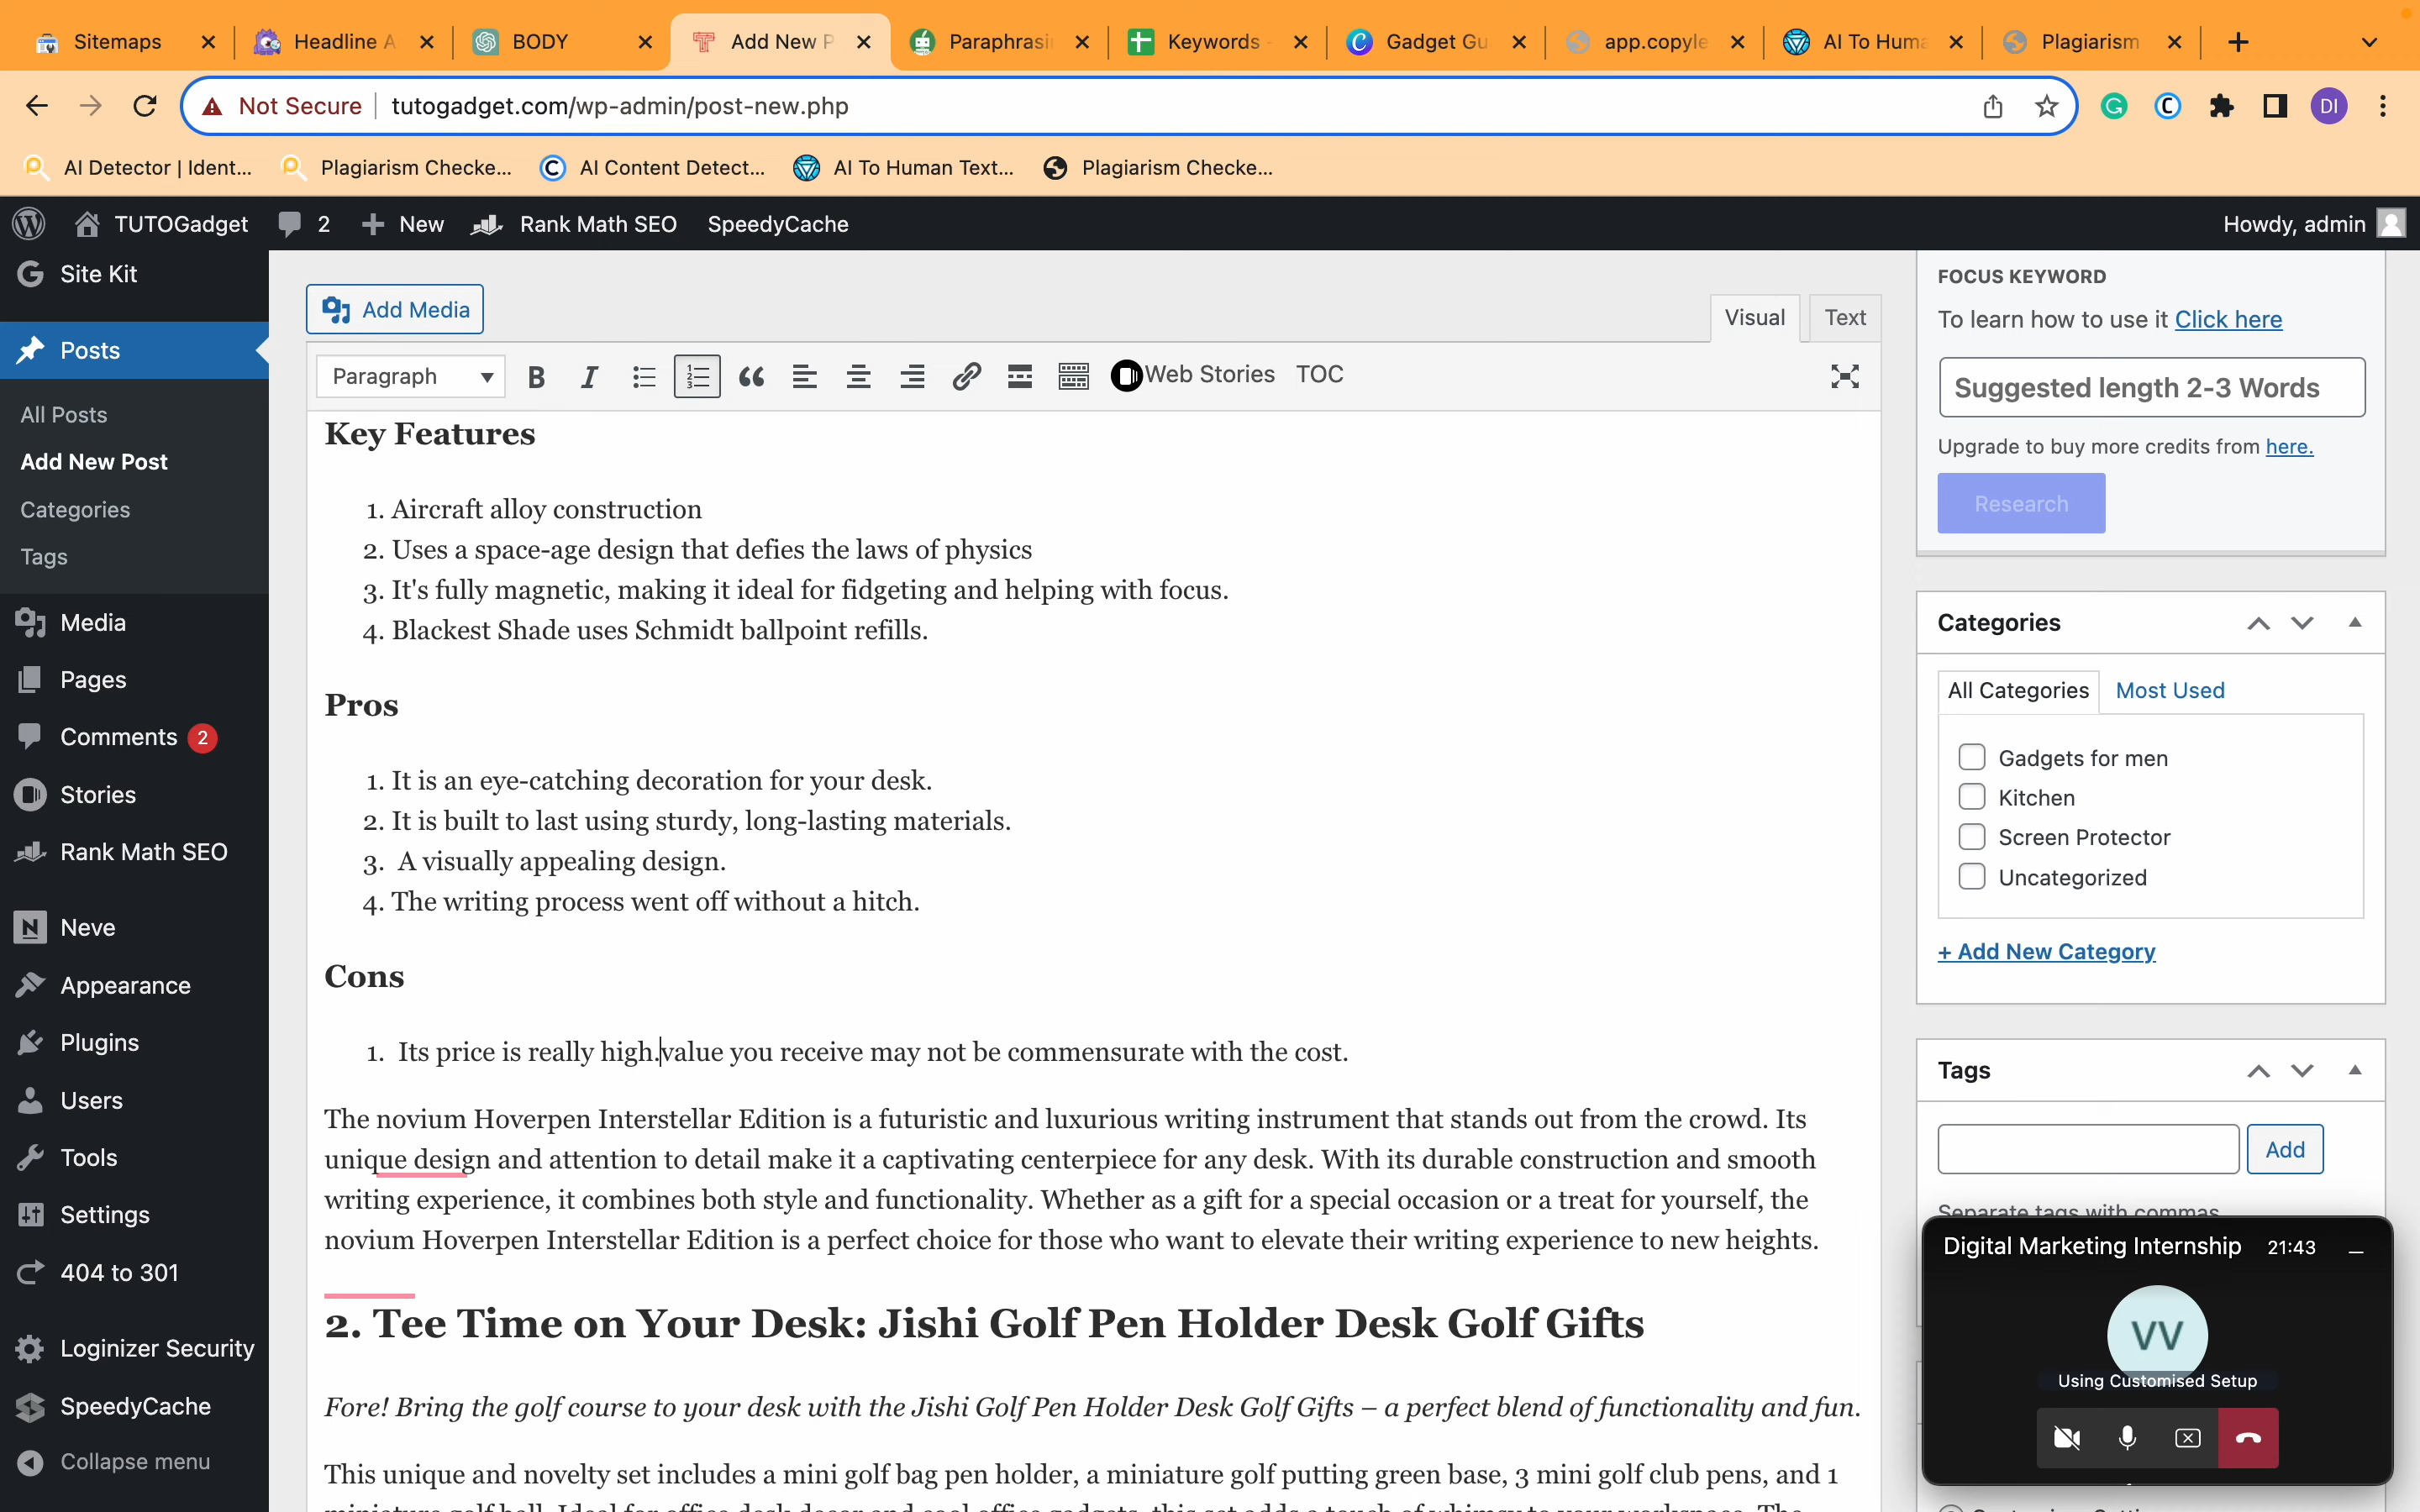 Sitemaps
Headline A
BODY
Add New P
Paraphrasi
Keywords -
Gadget Gu
app.copyle
AI To Huma
Plagiarism
Not Secure
tutogadget.com/wp-admin/post-new.php
DI
AI Detector | Ident...
Plagiarism Checke...
AI Content Detect...
AI To Human Text...
Plagiarism Checke...
TUTOGadget
2
New
Rank Math SEO
SpeedyCache
Howdy, admin
Site Kit
Posts
All Posts
Add New Post
Categories
Tags
Media
Pages
Comments 2
Stories
Rank Math SEO
Neve
Appearance
Plugins
Users
Tools
Settings
404 to 301
Loginizer Security
SpeedyCache
Collapse menu
Add Media
Visual
Text
Paragraph
Web Stories
TOC
Key Features
1. Aircraft alloy construction
2. Uses a space-age design that defies the laws of physics
3. It's fully magnetic, making it ideal for fidgeting and helping with focus.
4. Blackest Shade uses Schmidt ballpoint refills.
Pros
1. It is an eye-catching decoration for your desk.
2. It is built to last using sturdy, long-lasting materials.
3. A visually appealing design.
4. The writing process went off without a hitch.
Cons
1. Its price is really high.value you receive may not be commensurate with the cost.
The novium Hoverpen Interstellar Edition is a futuristic and luxurious writing instrument that stands out from the crowd. Its
unique design and attention to detail make it a captivating centerpiece for any desk. With its durable construction and smooth
writing experience, it combines both style and functionality. Whether as a gift for a special occasion or a treat for yourself, the
novium Hoverpen Interstellar Edition is a perfect choice for those who want to elevate their writing experience to new heights.
2. Tee Time on Your Desk: Jishi Golf Pen Holder Desk Golf Gifts
Fore! Bring the golf course to your desk with the Jishi Golf Pen Holder Desk Golf Gifts – a perfect blend of functionality and fun.
This unique and novelty set includes a mini golf bag pen holder, a miniature golf putting green base, 3 mini golf club pens, and 1
FOCUS KEYWORD
To learn how to use it Click here
Suggested length 2-3 Words
Upgrade to buy more credits from here.
Research
Categories
All Categories
Most Used
Gadgets for men
Kitchen
Screen Protector
Uncategorized
+ Add New Category
Tags
Add
Separate tags with commas
Digital Marketing Internship 21:43
VV
Using Customised Setup